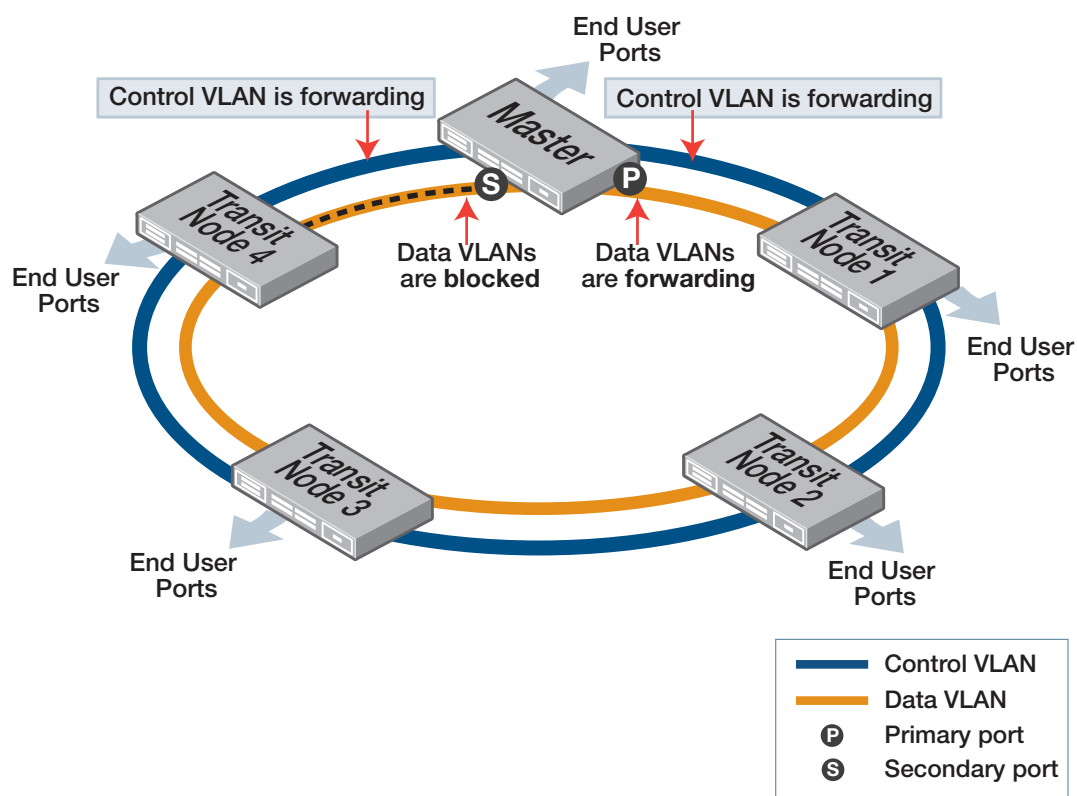 End User
Ports
Control VLAN is forwarding
Control VLAN is forwarding
Master
S
P
Transit
Node 4
Data VLANs
are blocked
Data VLANs
are forwarding
Transit
Node 1
End User
Ports
End User
Ports
Transit
Node 3
Transit
Node 2
End User
Ports
End User
Ports
Control VLAN
Data VLAN
P Primary port
S Secondary port